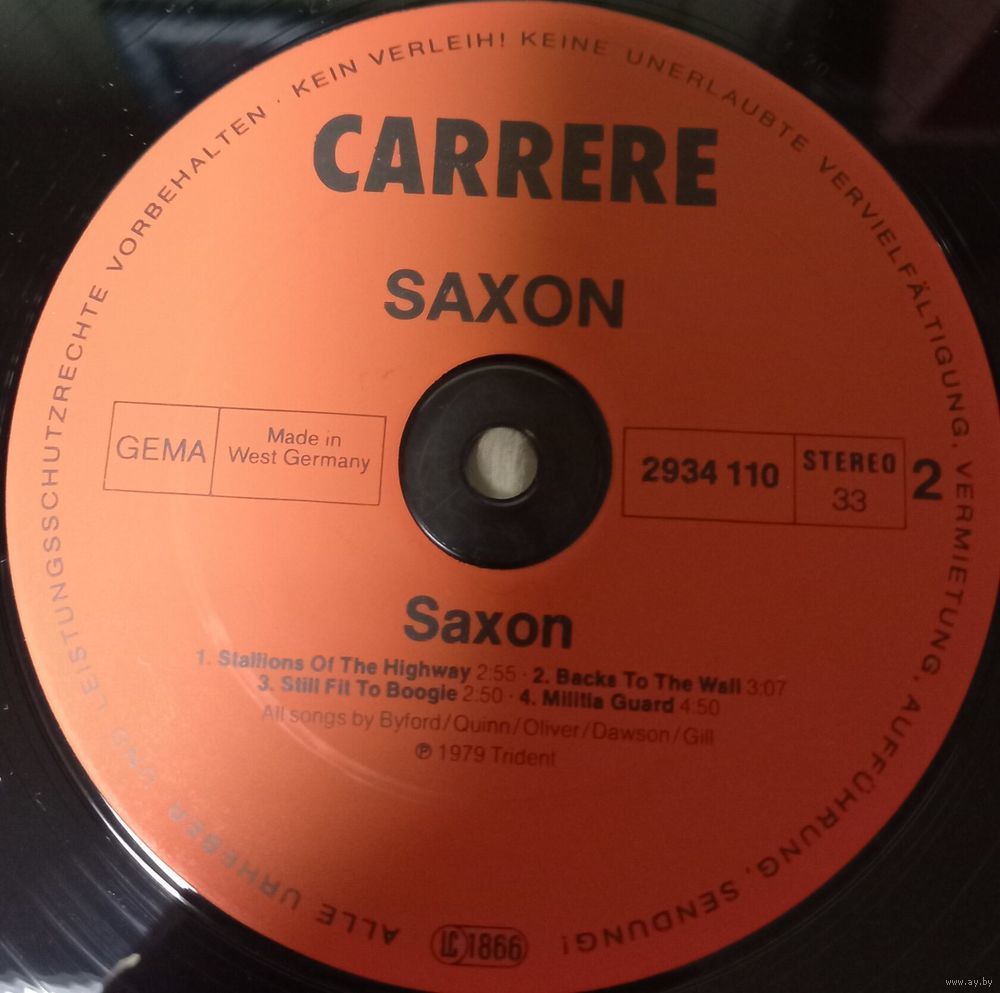 ALLE URHEBER UND LEISTUNGSSCHUTZRECHTE VORBEHALTEN · KEIN VERLEIH! KEINE UNERLAUBTE VERVIELFÄLTIGUNG, VERMIETUNG, AUFFÜHRUNG, SENDUNG!
CARRERE
SAXON
GEMA
Made in
West Germany
2934 110
STEREO
33
2
Saxon
1. Stallions Of The Highway 2:55 · 2. Backs To The Wall 3:07
3. Still Fit To Boogie 2:50 · 4. Militia Guard 4:50
All songs by Byford/Quinn/Oliver/Dawson/Gill
℗ 1979 Trident
LC 1866
www.ay.by